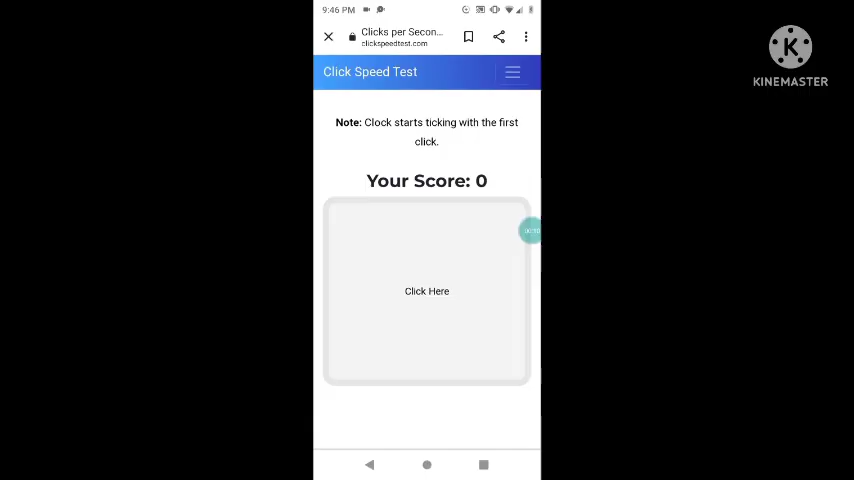 9:46 PM
Clicks per Secon...
clickspeedtest.com
KINEMASTER
Click Speed Test
Note: Clock starts ticking with the first
click.
Your Score: 0
Click Here